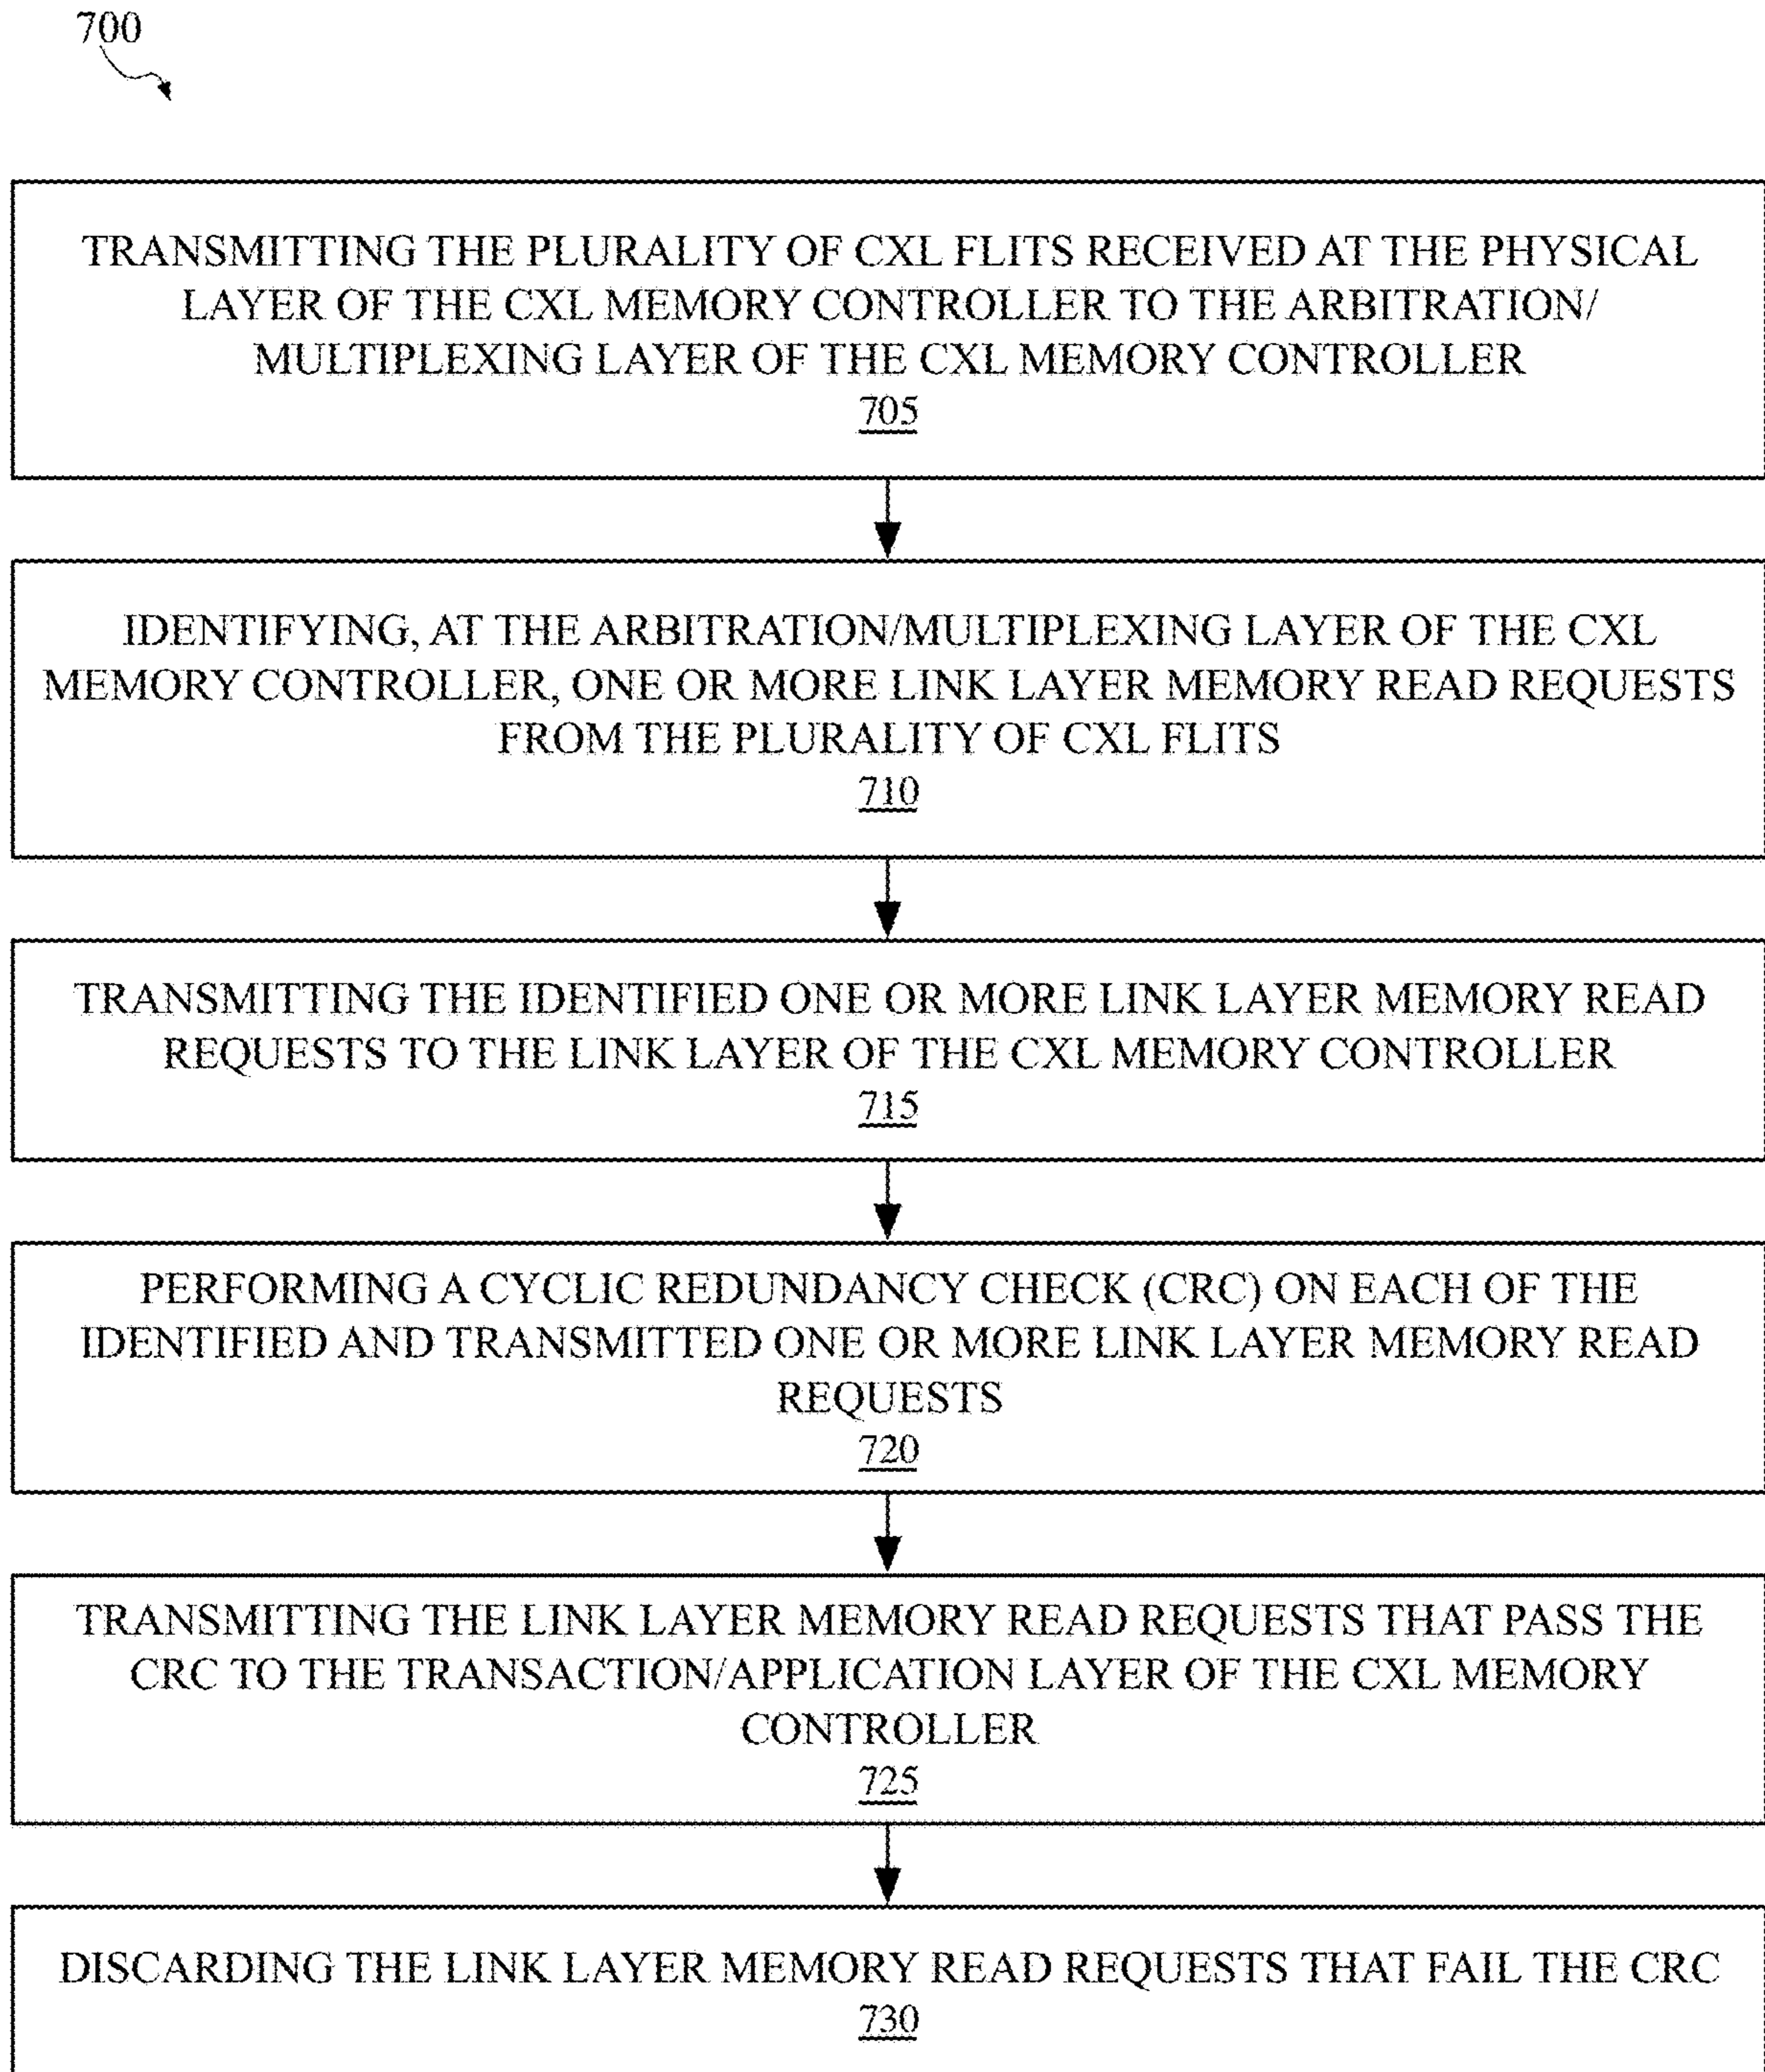 700
TRANSMITTING THE PLURALITY OF CXL FLITS RECEIVED AT THE PHYSICAL
LAYER OF THE CXL MEMORY CONTROLLER TO THE ARBITRATION/
MULTIPLEXING LAYER OF THE CXL MEMORY CONTROLLER
705
IDENTIFYING, AT THE ARBITRATION/MULTIPLEXING LAYER OF THE CXL
MEMORY CONTROLLER, ONE OR MORE LINK LAYER MEMORY READ REQUESTS
FROM THE PLURALITY OF CXL FLITS
710
TRANSMITTING THE IDENTIFIED ONE OR MORE LINK LAYER MEMORY READ
REQUESTS TO THE LINK LAYER OF THE CXL MEMORY CONTROLLER
715
PERFORMING A CYCLIC REDUNDANCY CHECK (CRC) ON EACH OF THE
IDENTIFIED AND TRANSMITTED ONE OR MORE LINK LAYER MEMORY READ
REQUESTS
720
TRANSMITTING THE LINK LAYER MEMORY READ REQUESTS THAT PASS THE
CRC TO THE TRANSACTION/APPLICATION LAYER OF THE CXL MEMORY
CONTROLLER
725
DISCARDING THE LINK LAYER MEMORY READ REQUESTS THAT FAIL THE CRC
730